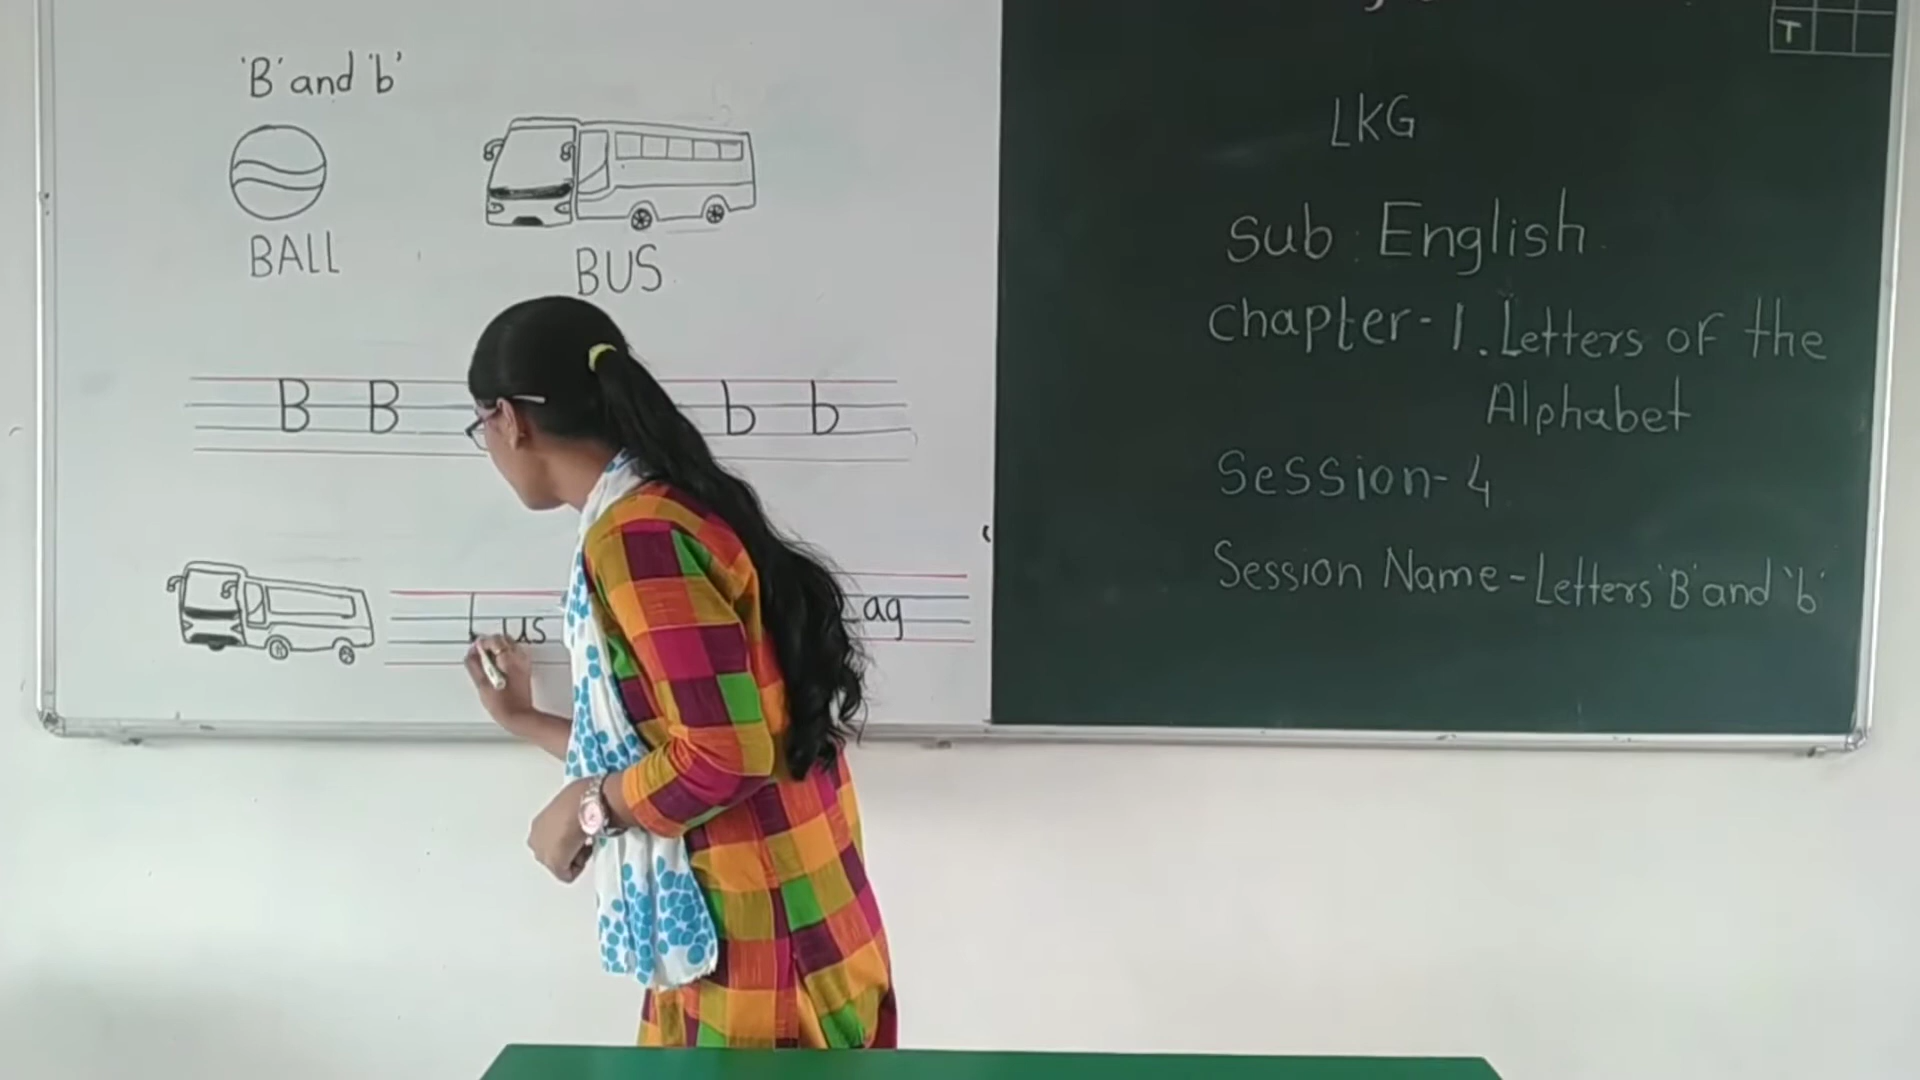 'B' and 'b'
BALL
BUS
B B b b
us
ag
T
LKG
Sub : English
Chapter - 1. Letters of the
Alphabet
Session - 4
Session Name - Letters 'B' and 'b'